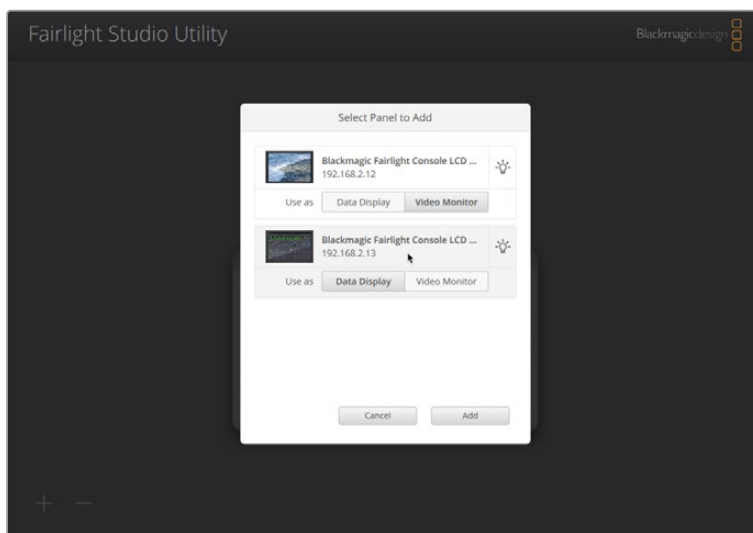 Fairlight Studio Utility
Blackmagicdesign
Select Panel to Add
Blackmagic Fairlight Console LCD ...
192.168.2.12
Use as Data Display Video Monitor
Blackmagic Fairlight Console LCD ...
192.168.2.13
Use as Data Display Video Monitor
Cancel Add